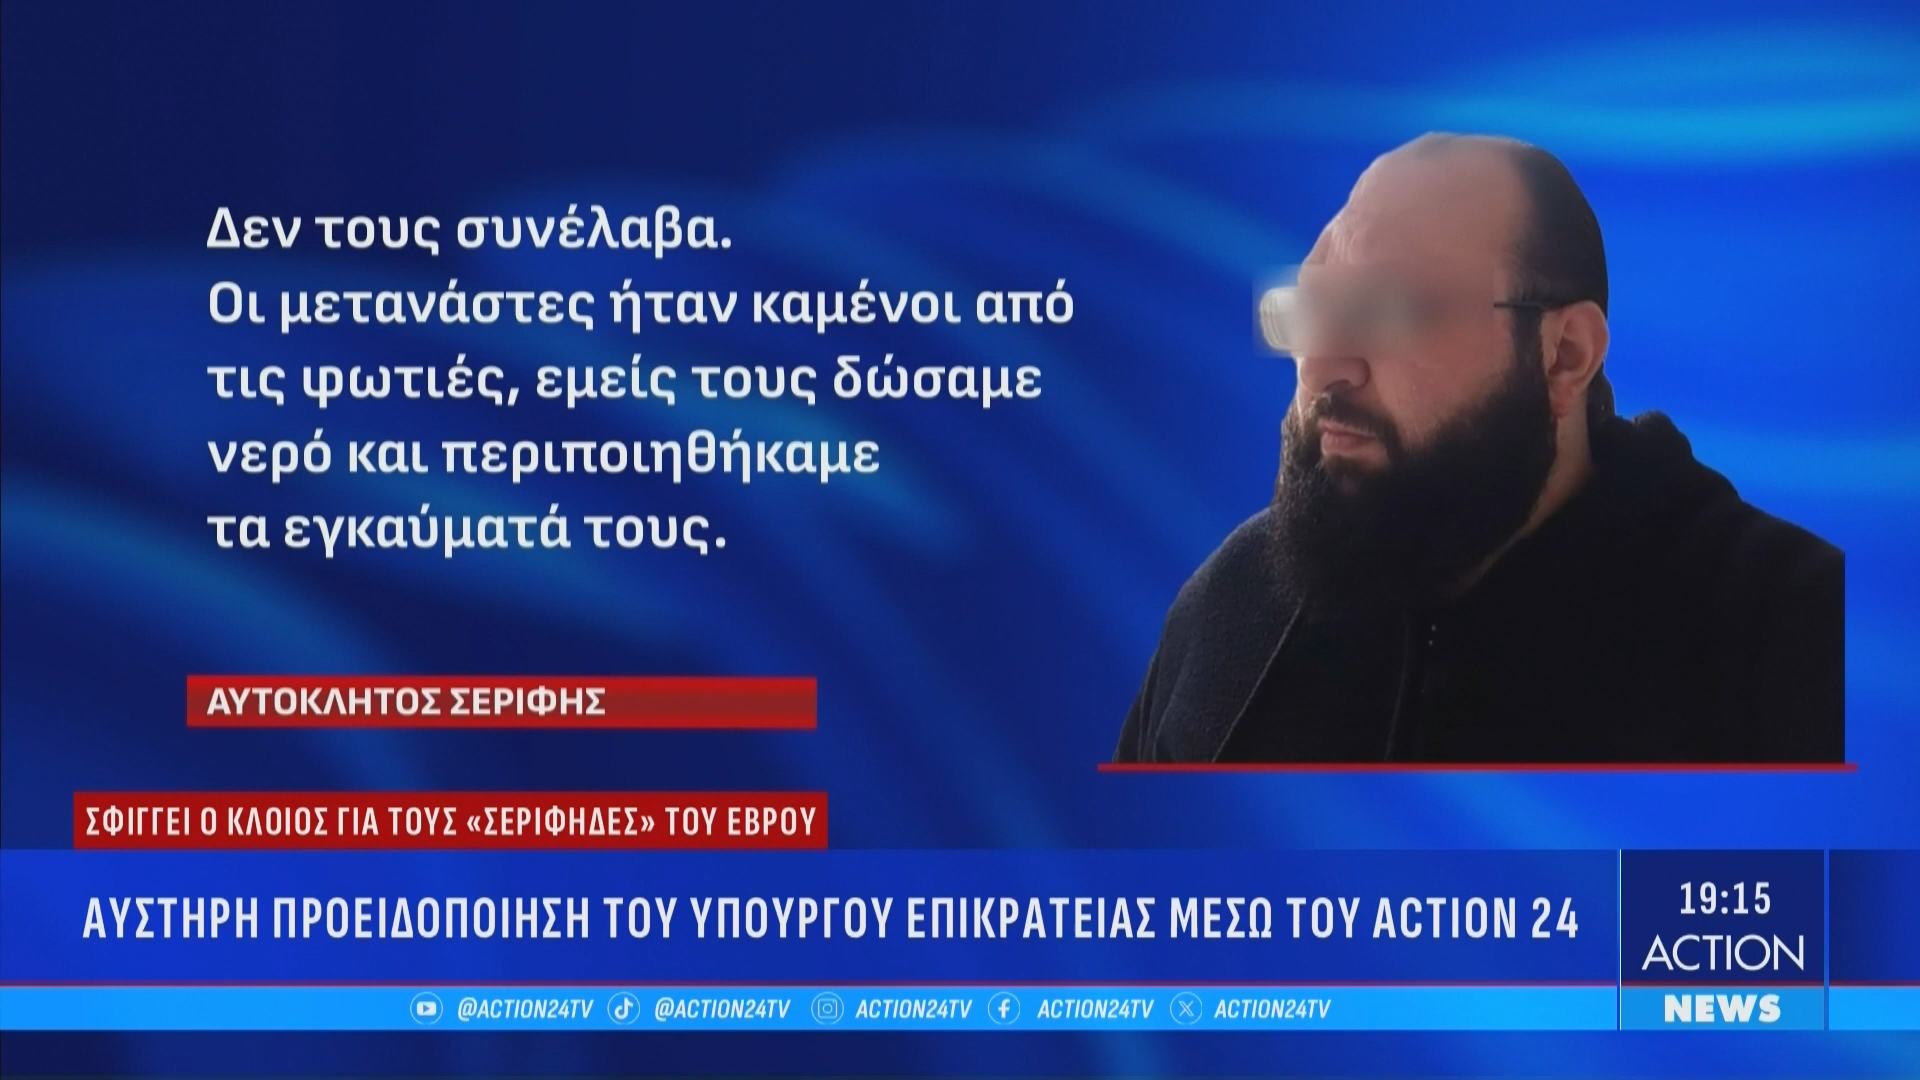 Δεν τους συνέλαβα.
Οι μετανάστες ήταν καμένοι από
τις φωτιές, εμείς τους δώσαμε
νερό και περιποιηθήκαμε
τα εγκαύματά τους.
ΑΥΤΟΚΛΗΤΟΣ ΣΕΡΙΦΗΣ
ΣΦΙΓΓΕΙ Ο ΚΛΟΙΟΣ ΓΙΑ ΤΟΥΣ «ΣΕΡΙΦΗΔΕΣ» ΤΟΥ ΕΒΡΟΥ
ΑΥΣΤΗΡΗ ΠΡΟΕΙΔΟΠΟΙΗΣΗ ΤΟΥ ΥΠΟΥΡΓΟΥ ΕΠΙΚΡΑΤΕΙΑΣ ΜΕΣΩ ΤΟΥ ACTION 24
19:15
ACTION
NEWS
@ACTION24TV @ACTION24TV ACTION24TV ACTION24TV ACTION24TV